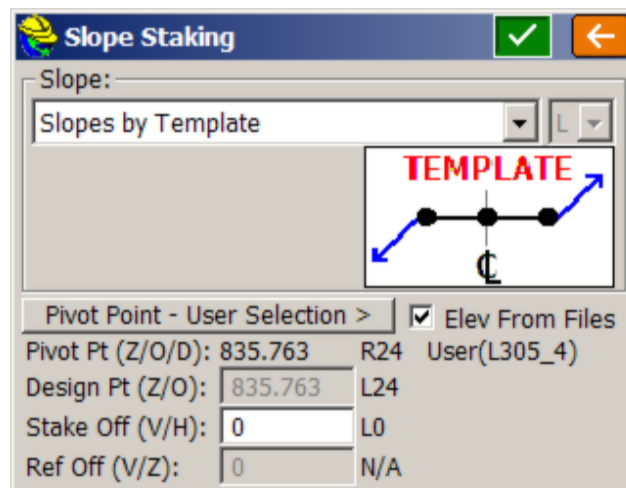 Slope Staking
Slope:
Slopes by Template L
TEMPLATE
℄
Pivot Point - User Selection > Elev From Files
Pivot Pt (Z/O/D): 835.763 R24 User(L305_4)
Design Pt (Z/O): 835.763 L24
Stake Off (V/H): 0 L0
Ref Off (V/Z): 0 N/A